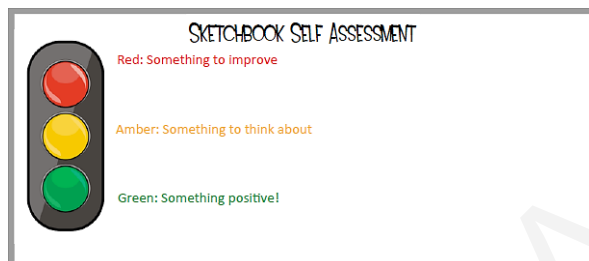 Sketchbook Self Assessment
Red: Something to improve
Amber: Something to think about
Green: Something positive!